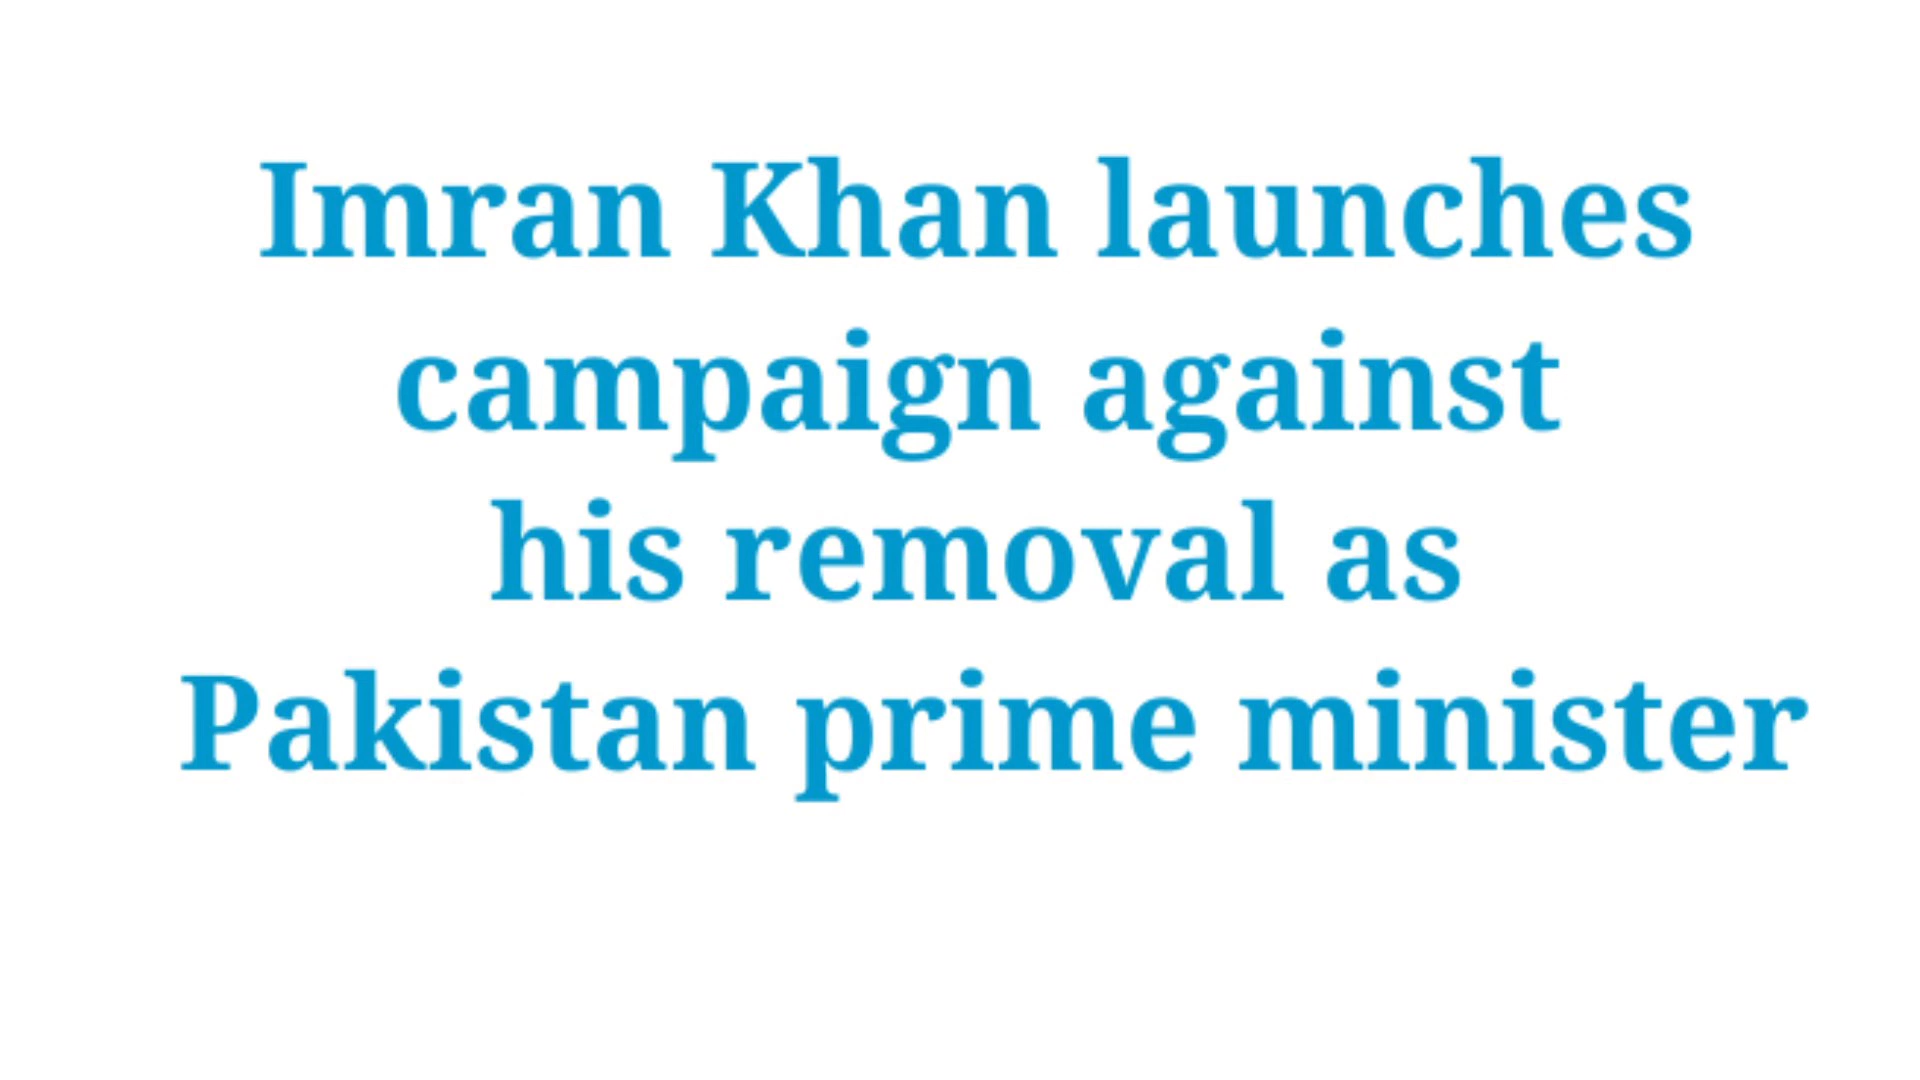 Imran Khan launches
campaign against
his removal as
Pakistan prime minister